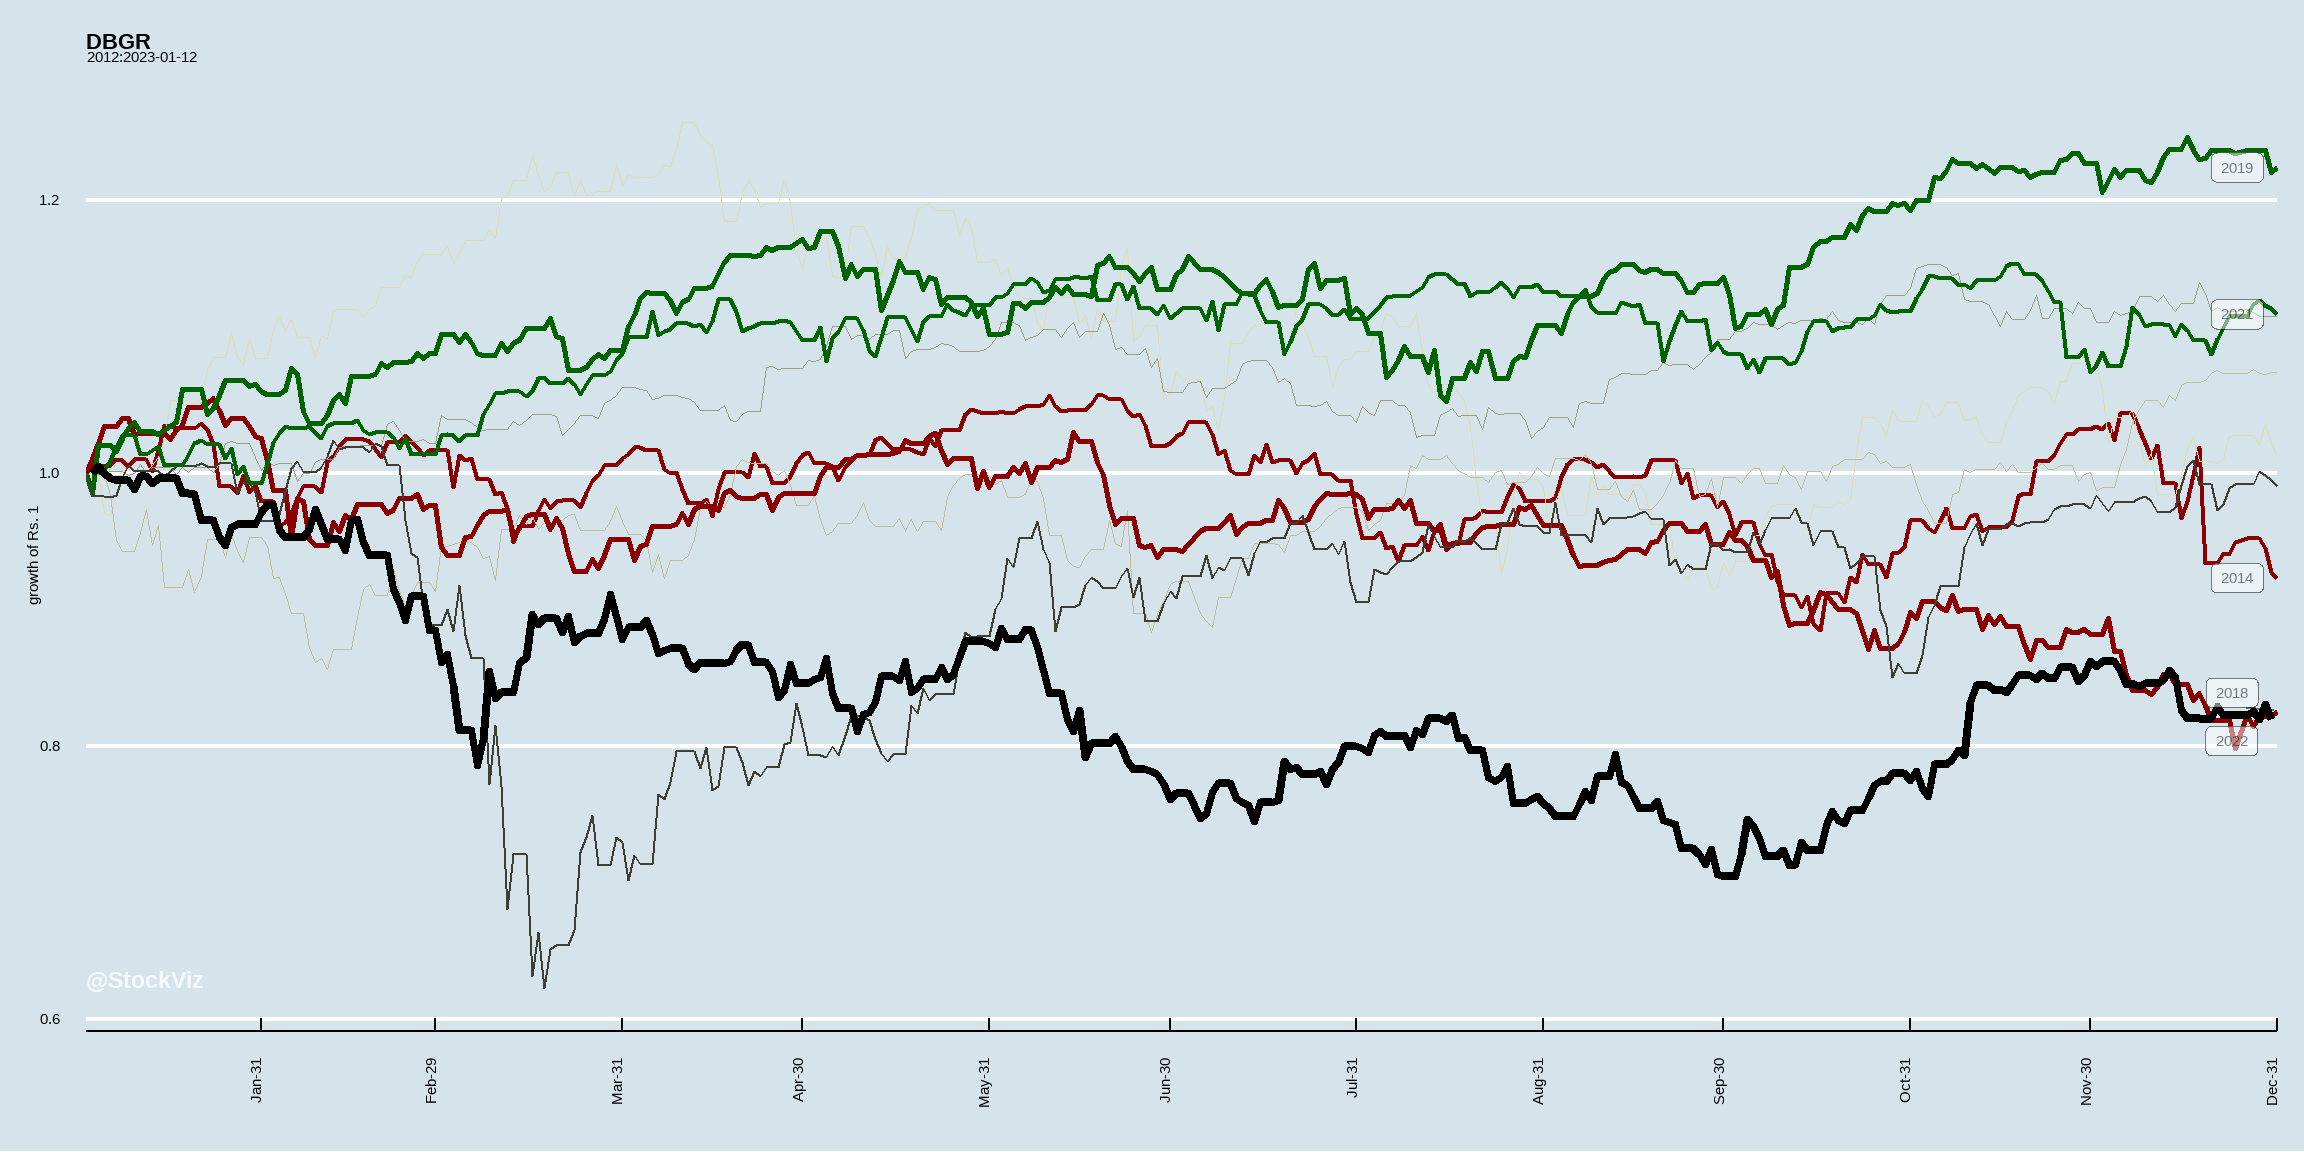 DBGR
2012:2023-01-12
1.2
1.0
0.8
0.6
growth of Rs. 1
2019
2021
2014
2018
2022
@StockViz
Jan-31
Feb-29
Mar-31
Apr-30
May-31
Jun-30
Jul-31
Aug-31
Sep-30
Oct-31
Nov-30
Dec-31